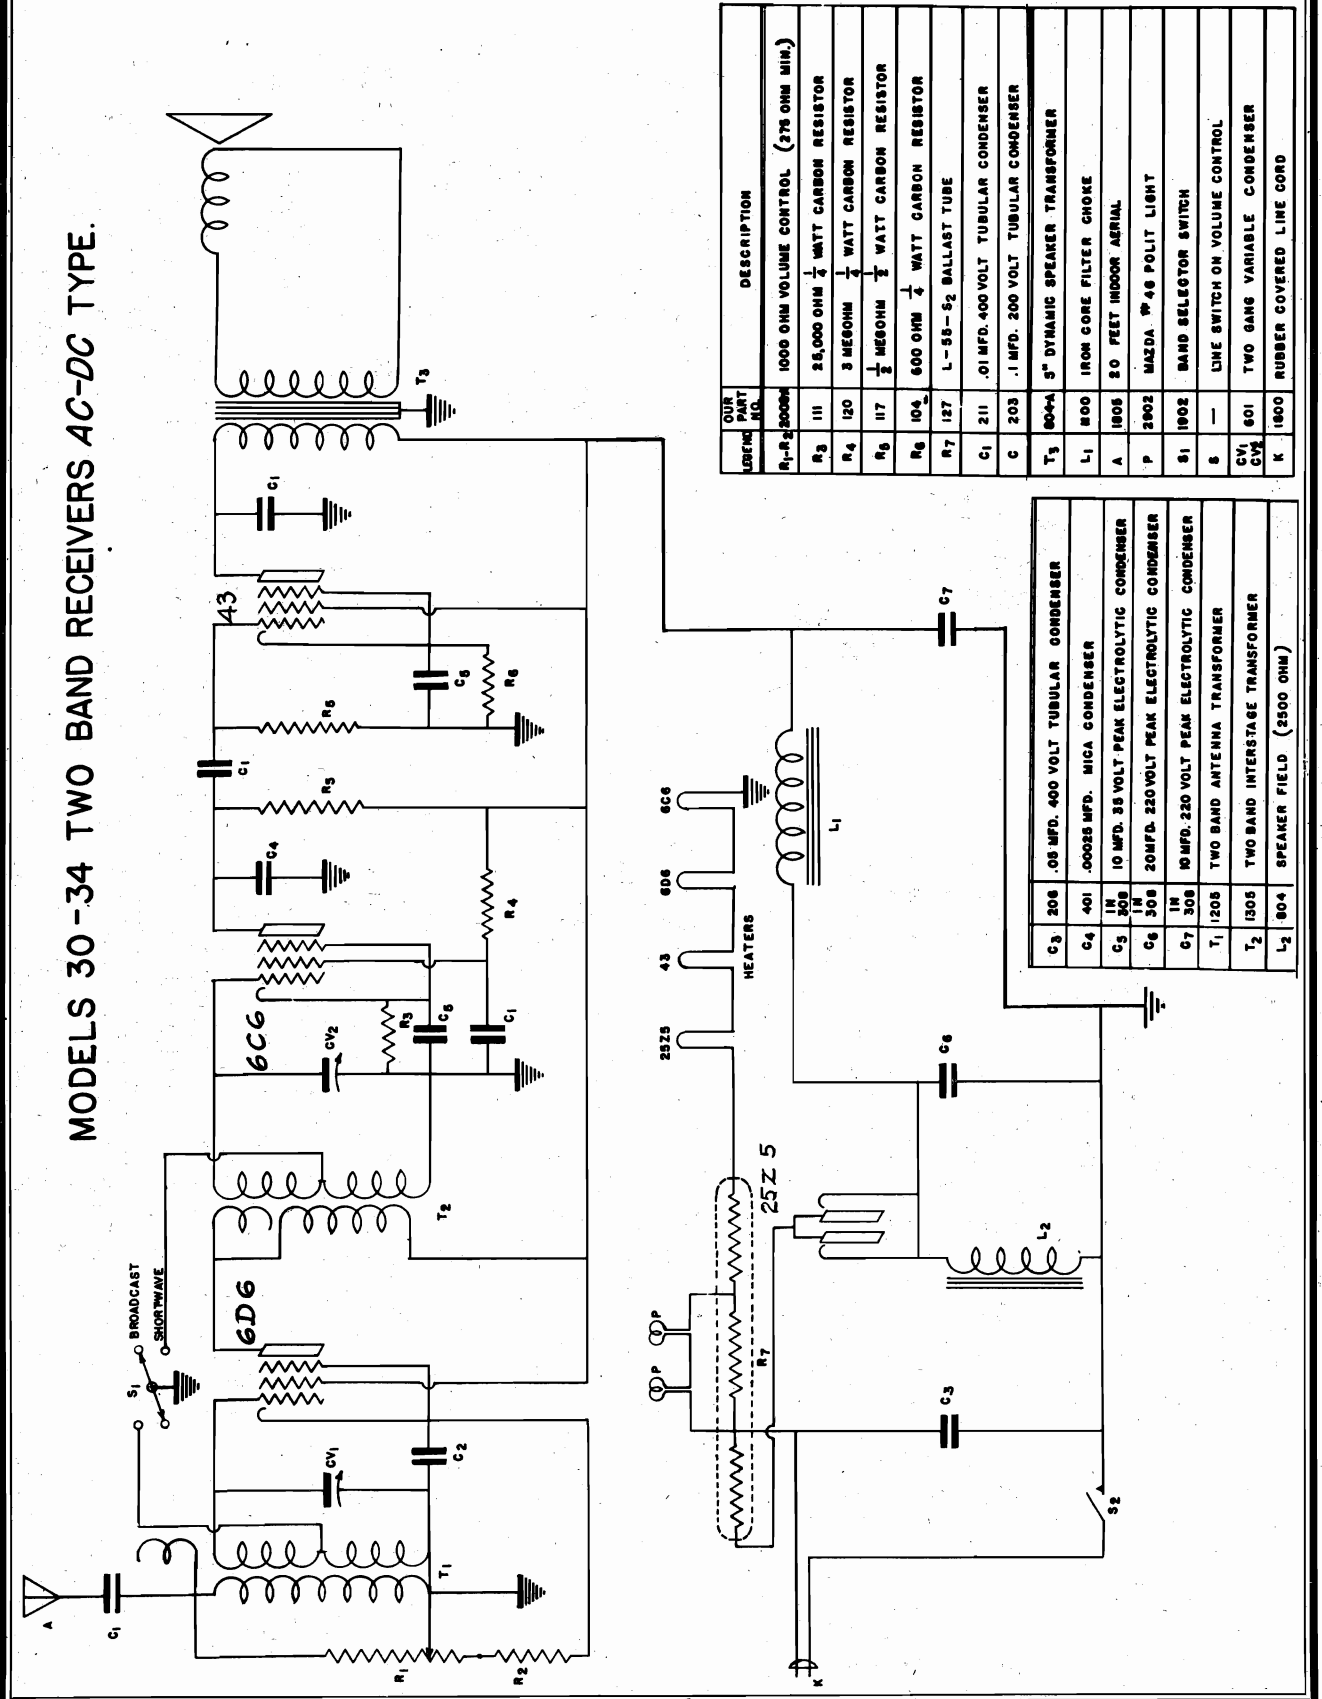 MODELS 30-34 TWO BAND RECEIVERS AC-DC TYPE.
A
C1
R1
R2
T1
CV1
C2
S1
BROADCAST
SHORTWAVE
6D6
T2
6C6
CV2
R3
C5
C1
C4
R4
R5
C1
R5
43
C5
R6
C1
T3
K
S2
C3
P
P
R7
25Z5
L2
C6
25Z5
43
6D6
6C6
HEATERS
L1
C7
LEGEND OUR PART NO. DESCRIPTION
R1-R2 1000 OHM VOLUME CONTROL (275 OHM MIN.)
R3 111 25,000 OHM 1/4 WATT CARBON RESISTOR
R4 120 3 MEGOHM 1/4 WATT CARBON RESISTOR
R5 117 1/2 MEGOHM 1/2 WATT CARBON RESISTOR
R6 104 600 OHM 1/4 WATT CARBON RESISTOR
R7 127 L-55-S2 BALLAST TUBE
C1 211 .01 MFD. 400 VOLT TUBULAR CONDENSER
C 203 .1 MFD. 200 VOLT TUBULAR CONDENSER
T3 804-A 5" DYNAMIC SPEAKER TRANSFORMER
L1 IRON CORE FILTER CHOKE
A 1805 20 FEET INDOOR AERIAL
P 2802 MAZDA #46 POLIT LIGHT
S1 1902 BAND SELECTOR SWITCH
S — LINE SWITCH ON VOLUME CONTROL
CV1 CV2 601 TWO GANG VARIABLE CONDENSER
K 1800 RUBBER COVERED LINE CORD
C3 206 .05 MFD. 400 VOLT TUBULAR CONDENSER
C4 401 .00025 MFD. MICA CONDENSER
C5 IN 308 10 MFD. 35 VOLT PEAK ELECTROLYTIC CONDENSER
C6 IN 308 20 MFD. 220 VOLT PEAK ELECTROLYTIC CONDENSER
C7 IN 308 10 MFD. 220 VOLT PEAK ELECTROLYTIC CONDENSER
T1 1205 TWO BAND ANTENNA TRANSFORMER
T2 1305 TWO BAND INTERSTAGE TRANSFORMER
L2 804 SPEAKER FIELD (2500 OHM)